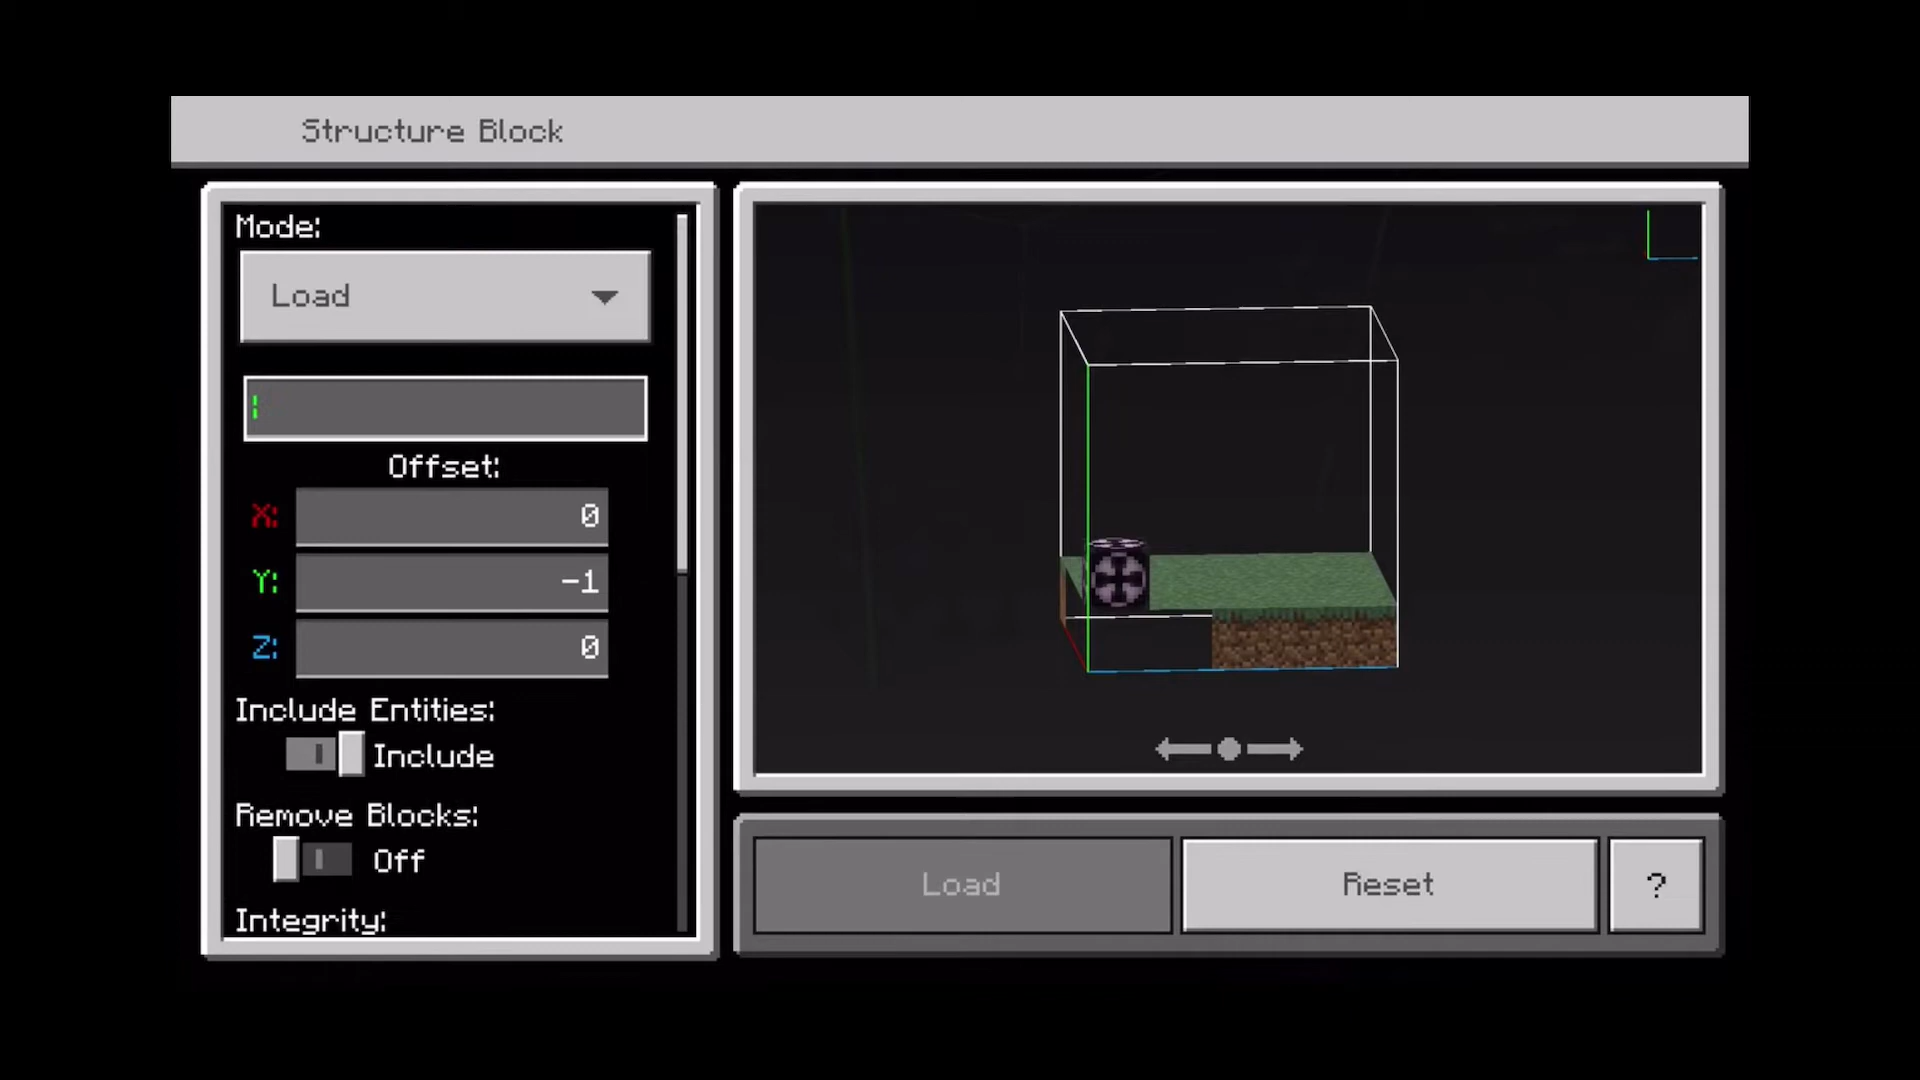 Structure Block
Mode:
Load
Offset:
X: 0
Y: -1
Z: 0
Include Entities:
Include
Remove Blocks:
Off
Integrity:
Load
Reset
?